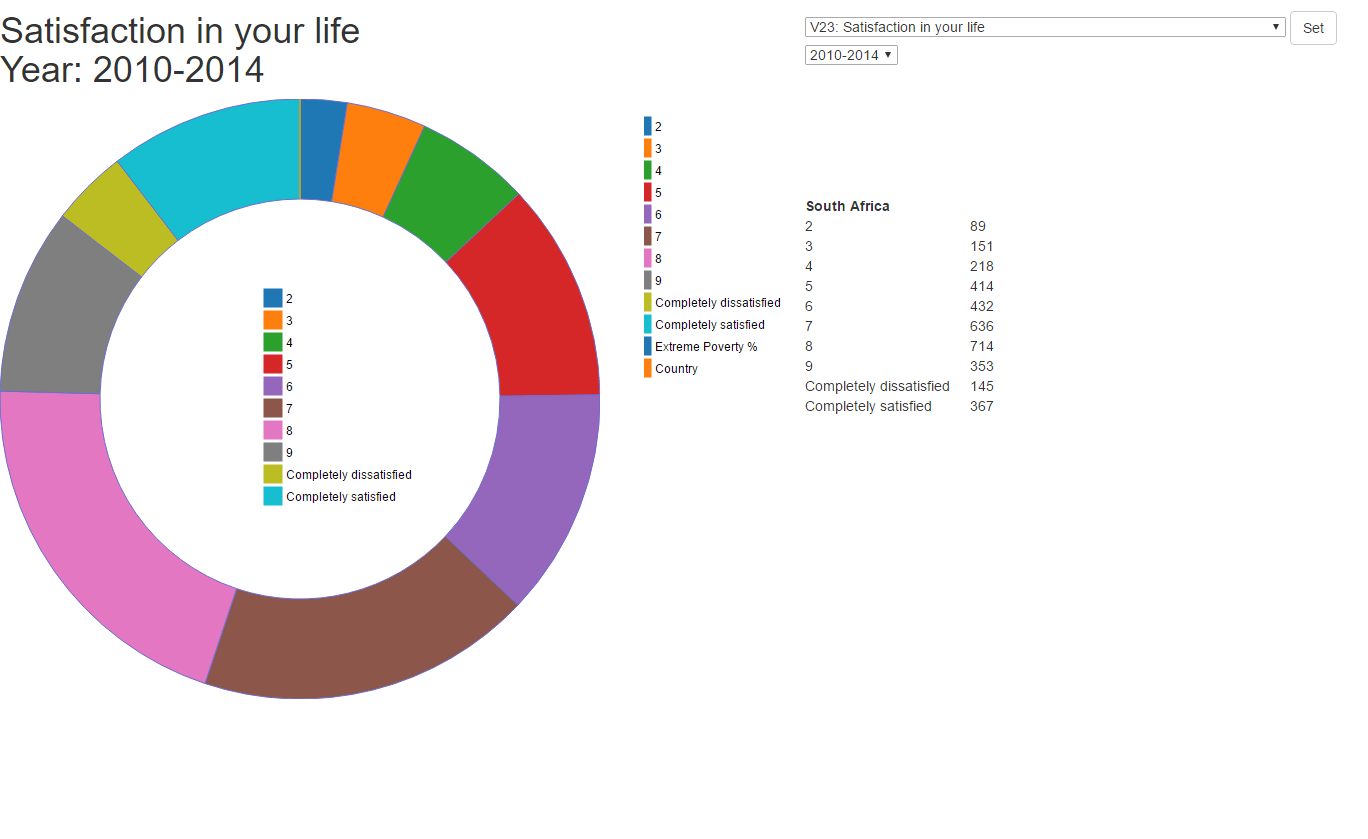 Satisfaction in your life
Year: 2010-2014
V23: Satisfaction in your life
Set
2010-2014
2
3
4
5
6
7
8
9
Completely dissatisfied
Completely satisfied
2
3
4
5
6
7
8
9
Completely dissatisfied
Completely satisfied
Extreme Poverty %
Country
South Africa
2 89
3 151
4 218
5 414
6 432
7 636
8 714
9 353
Completely dissatisfied 145
Completely satisfied 367